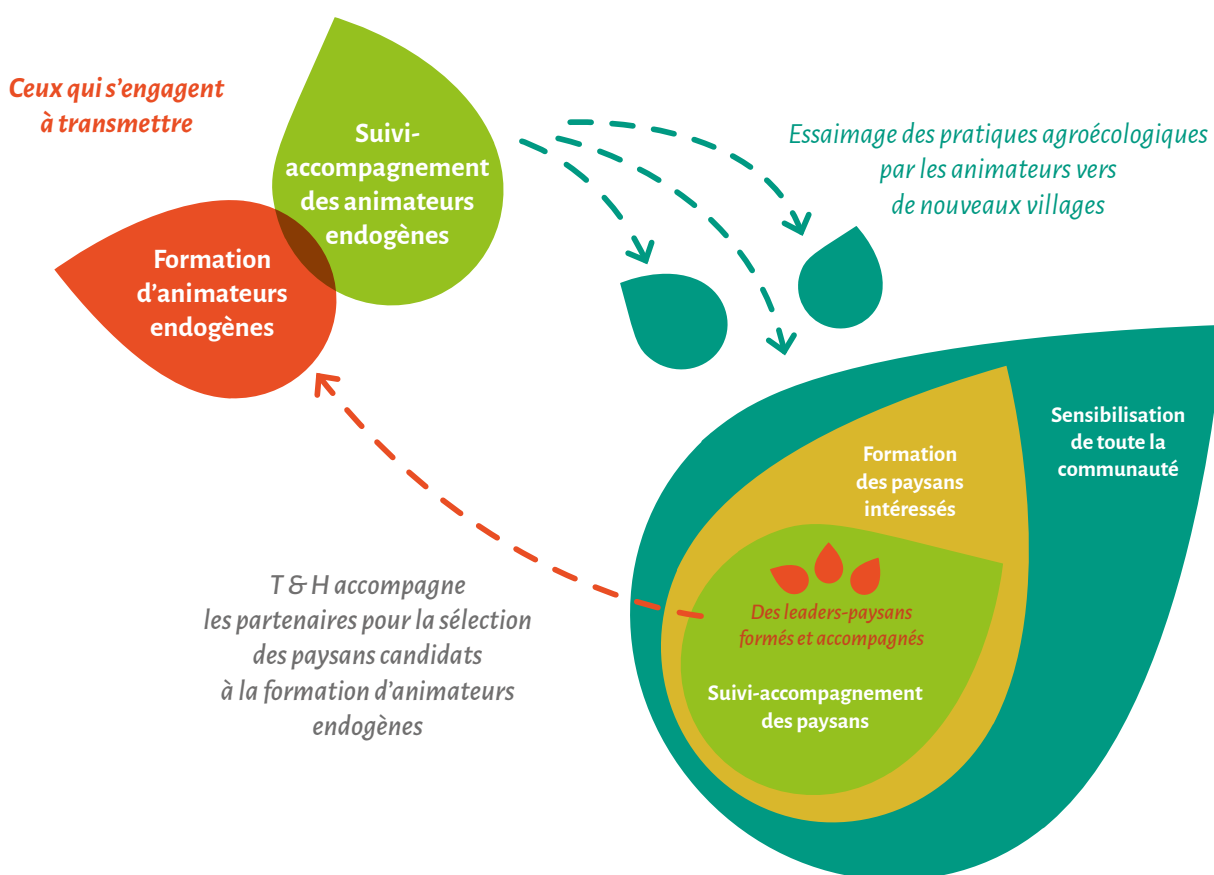 Ceux qui s’engagent
à transmettre
Suivi-
accompagnement
des animateurs
endogènes
Formation
d’animateurs
endogènes
Essaimage des pratiques agroécologiques
par les animateurs vers
de nouveaux villages
Sensibilisation
de toute la
communauté
Formation
des paysans
intéressés
Des leaders-paysans
formés et accompagnés
Suivi-accompagnement
des paysans
T & H accompagne
les partenaires pour la sélection
des paysans candidats
à la formation d’animateurs
endogènes